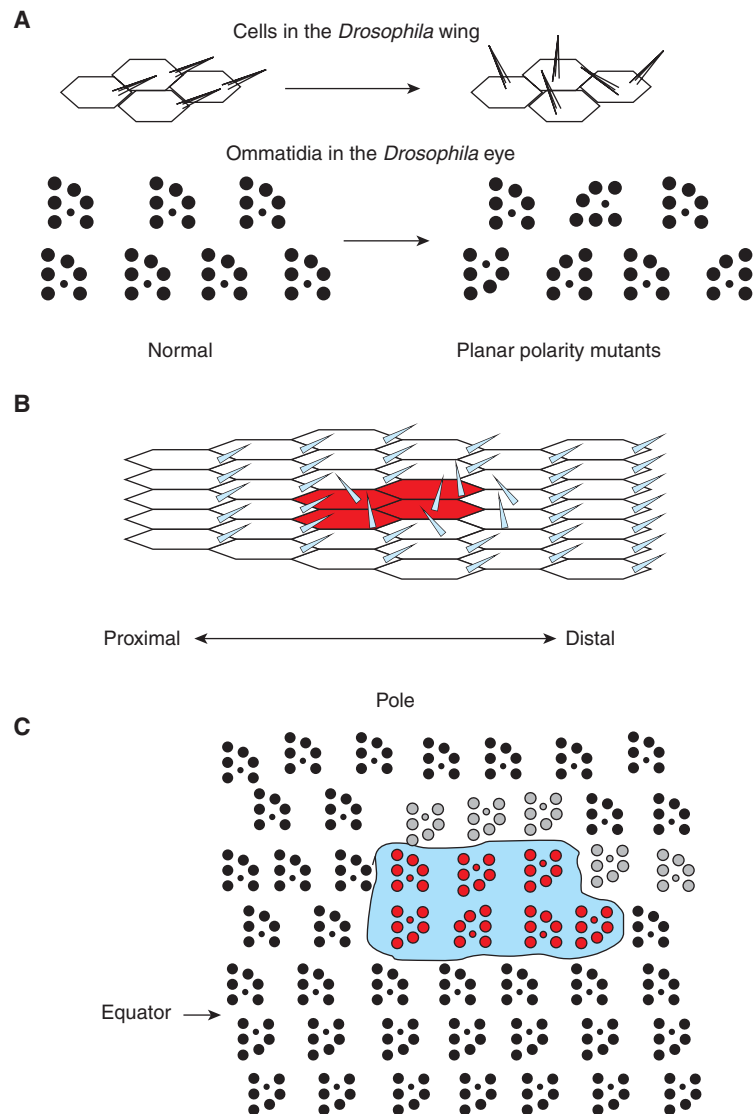 A
Cells in the Drosophila wing
Ommatidia in the Drosophila eye
Normal
Planar polarity mutants
B
Proximal
Distal
Pole
C
Equator